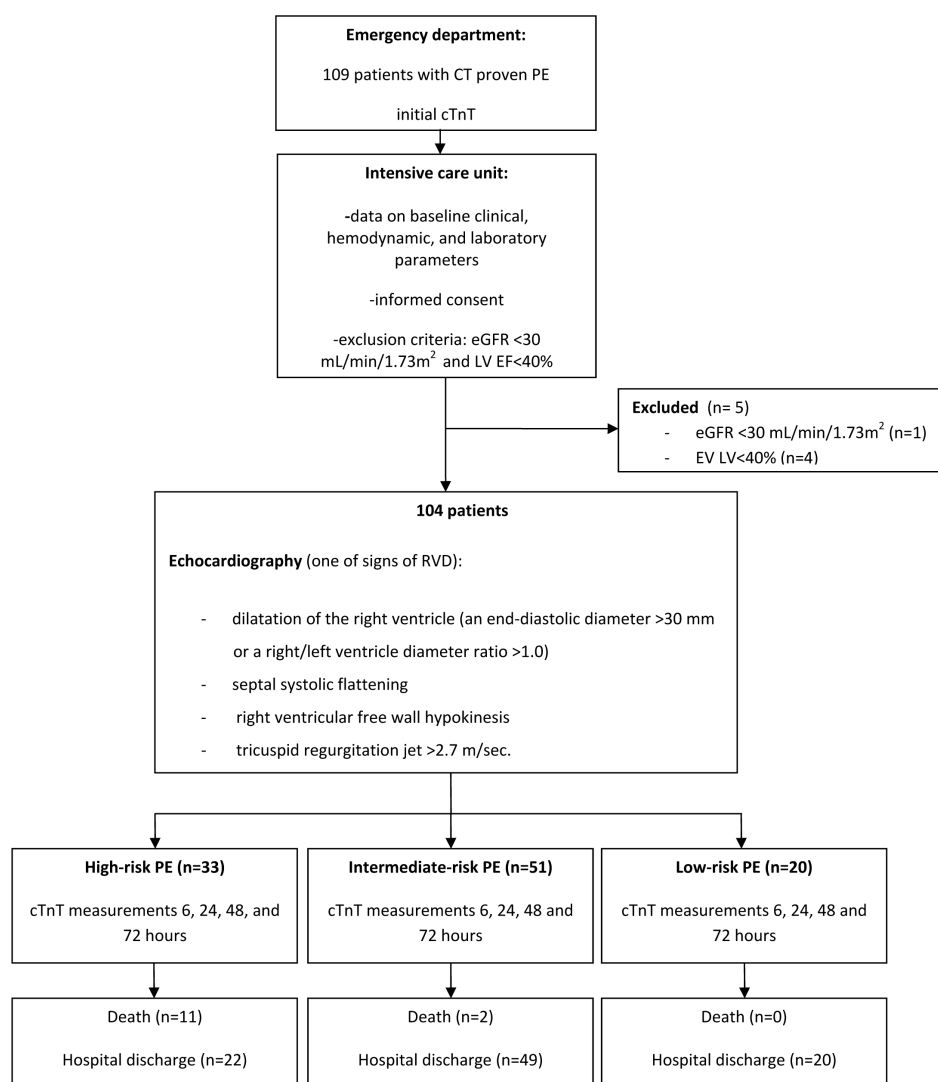 Emergency department:
109 patients with CT proven PE
initial cTnT
Intensive care unit:
-data on baseline clinical,
hemodynamic, and laboratory
parameters
-informed consent
-exclusion criteria: eGFR <30
mL/min/1.73m² and LV EF<40%
Excluded (n= 5)
- eGFR <30 mL/min/1.73m² (n=1)
- EV LV<40% (n=4)
104 patients
Echocardiography (one of signs of RVD):
- dilatation of the right ventricle (an end-diastolic diameter >30 mm
or a right/left ventricle diameter ratio >1.0)
- septal systolic flattening
- right ventricular free wall hypokinesis
- tricuspid regurgitation jet >2.7 m/sec.
High-risk PE (n=33)
cTnT measurements 6, 24, 48, and
72 hours
Intermediate-risk PE (n=51)
cTnT measurements 6, 24, 48 and
72 hours
Low-risk PE (n=20)
cTnT measurements 6, 24, 48 and
72 hours
Death (n=11)
Hospital discharge (n=22)
Death (n=2)
Hospital discharge (n=49)
Death (n=0)
Hospital discharge (n=20)